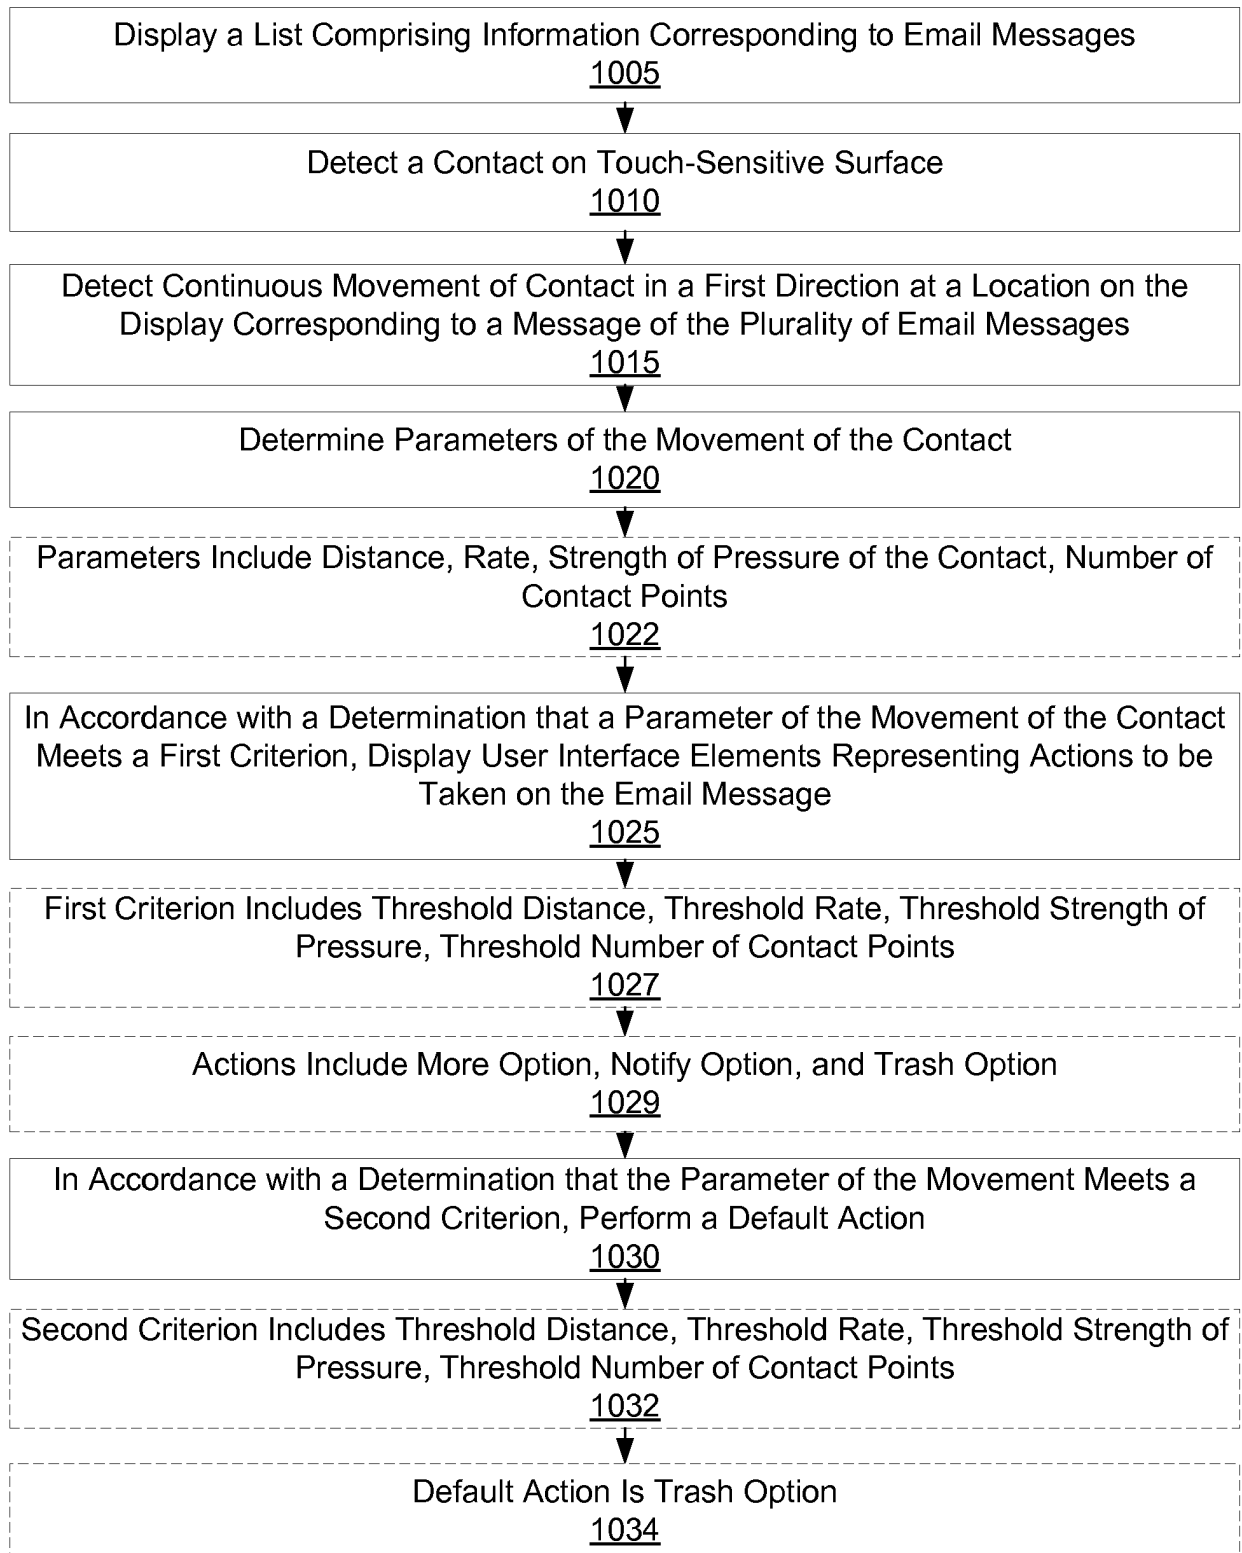 Display a List Comprising Information Corresponding to Email Messages
1005
Detect a Contact on Touch-Sensitive Surface
1010
Detect Continuous Movement of Contact in a First Direction at a Location on the
Display Corresponding to a Message of the Plurality of Email Messages
1015
Determine Parameters of the Movement of the Contact
1020
Parameters Include Distance, Rate, Strength of Pressure of the Contact, Number of
Contact Points
1022
In Accordance with a Determination that a Parameter of the Movement of the Contact
Meets a First Criterion, Display User Interface Elements Representing Actions to be
Taken on the Email Message
1025
First Criterion Includes Threshold Distance, Threshold Rate, Threshold Strength of
Pressure, Threshold Number of Contact Points
1027
Actions Include More Option, Notify Option, and Trash Option
1029
In Accordance with a Determination that the Parameter of the Movement Meets a
Second Criterion, Perform a Default Action
1030
Second Criterion Includes Threshold Distance, Threshold Rate, Threshold Strength of
Pressure, Threshold Number of Contact Points
1032
Default Action Is Trash Option
1034